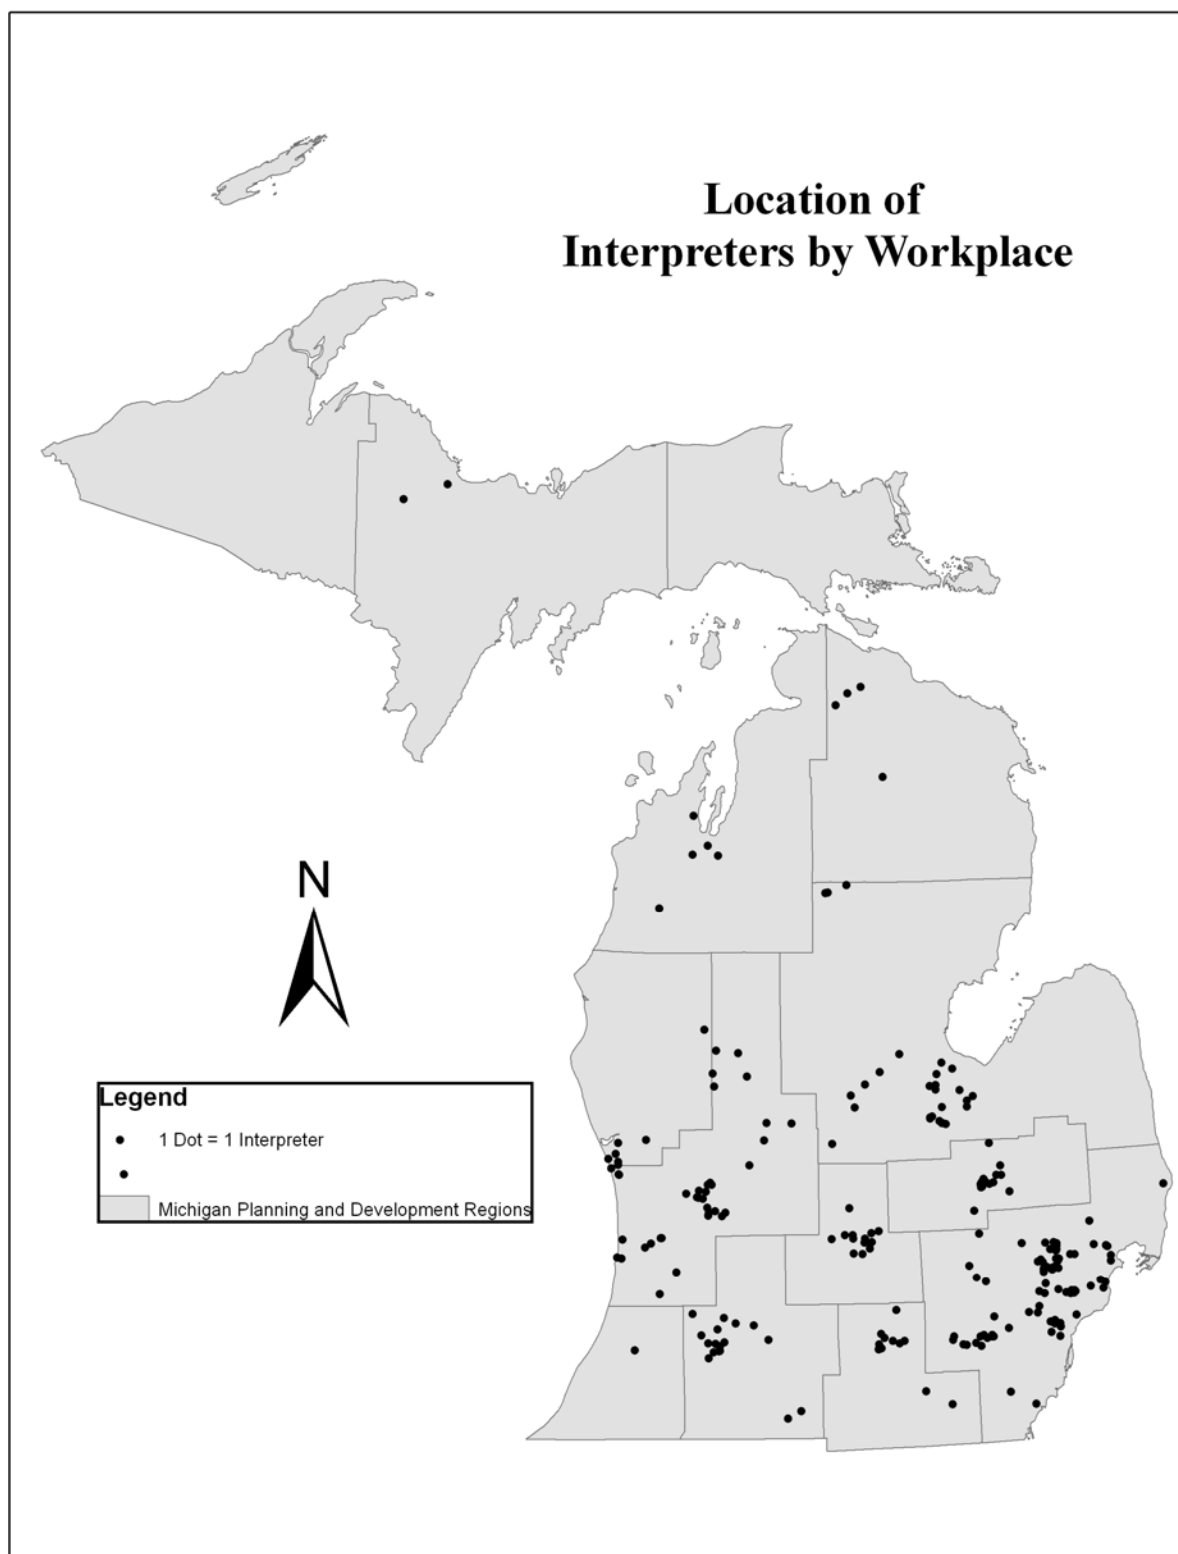 Location of
Interpreters by Workplace
N
Legend
1 Dot = 1 Interpreter
Michigan Planning and Development Regions